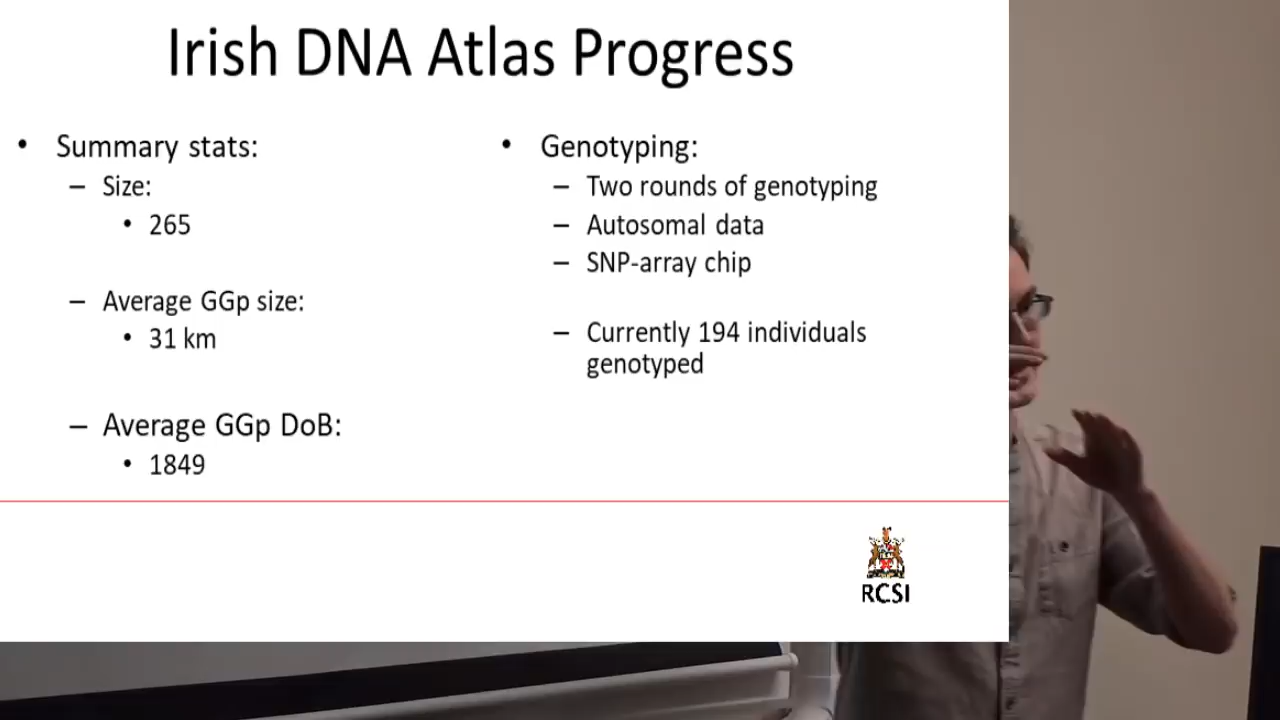 Irish DNA Atlas Progress
• Summary stats:
– Size:
• 265
– Average GGp size:
• 31 km
– Average GGp DoB:
• 1849
• Genotyping:
– Two rounds of genotyping
– Autosomal data
– SNP-array chip
– Currently 194 individuals
genotyped
RCSI